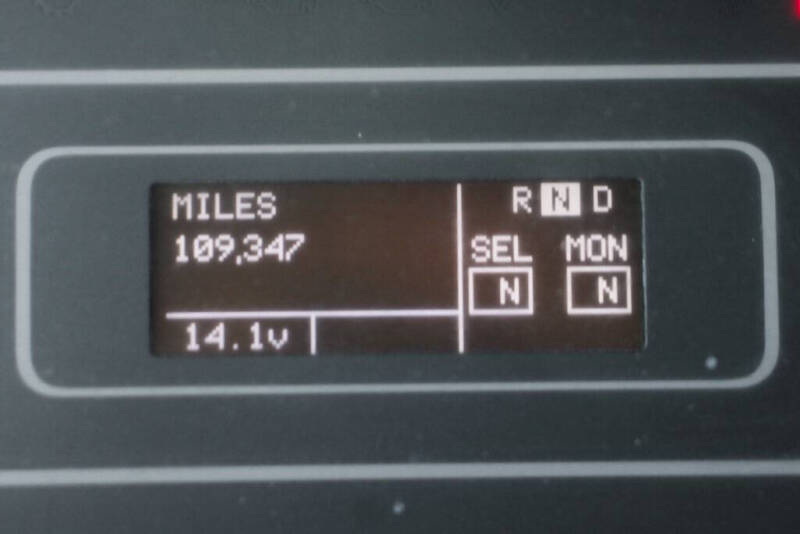 MILES
109,347
14.1v
R N D
SEL MON
N N